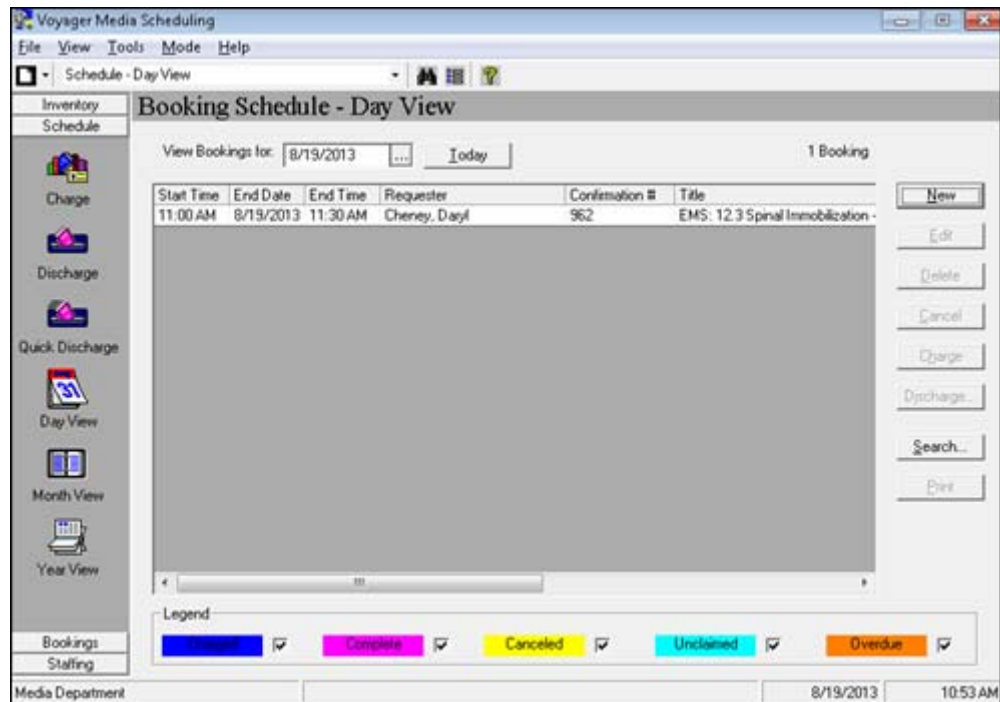 Voyager Media Scheduling
File View Tools Mode Help
Schedule - Day View
Inventory
Schedule
Booking Schedule - Day View
View Bookings for: 8/19/2013 ... Today 1 Booking
Start Time End Date End Time Requester Confirmation # Title
11:00 AM 8/19/2013 11:30 AM Cheney, Daryl 962 EMS: 12.3 Spinal Immobilization -
New
Edit
Delete
Cancel
Charge
Discharge...
Search...
Print
Charge
Discharge
Quick Discharge
31
Day View
Month View
Year View
Bookings
Staffing
Legend
Charged Complete Canceled Unclaimed Overdue
Media Department 8/19/2013 10:53 AM